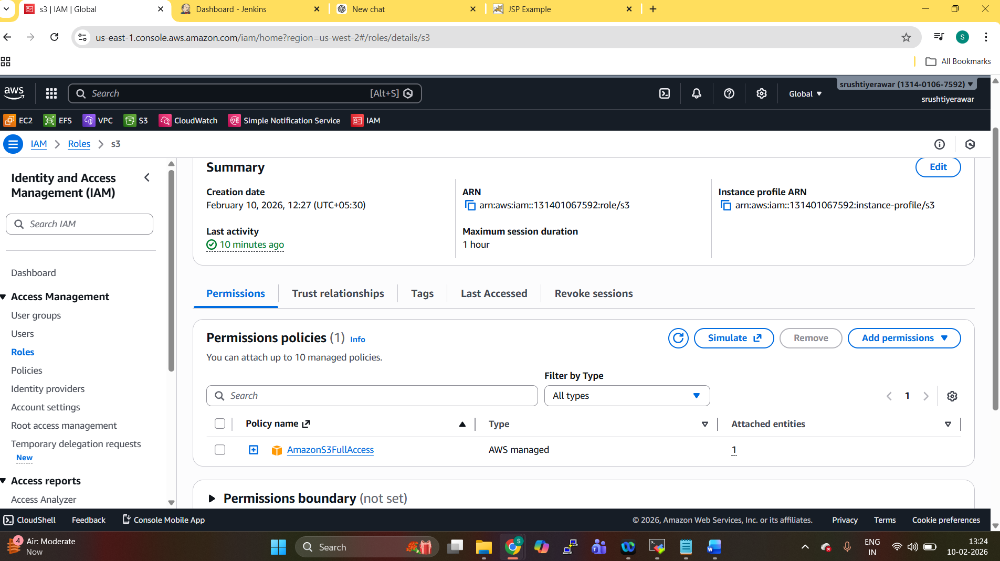 s3 | IAM | Global
Dashboard - Jenkins
New chat
JSP Example
us-east-1.console.aws.amazon.com/iam/home?region=us-west-2#/roles/details/s3
S
All Bookmarks
aws
Search
[Alt+S]
Global
srushtiyerawar (1314-0106-7592)
srushtiyerawar
EC2
EFS
VPC
S3
CloudWatch
Simple Notification Service
IAM
IAM
Roles
s3
Identity and Access Management (IAM)
Search IAM
Dashboard
Access Management
User groups
Users
Roles
Policies
Identity providers
Account settings
Root access management
Temporary delegation requests
New
Access reports
Access Analyzer
Summary
Edit
Creation date
February 10, 2026, 12:27 (UTC+05:30)
ARN
arn:aws:iam::131401067592:role/s3
Instance profile ARN
arn:aws:iam::131401067592:instance-profile/s3
Last activity
10 minutes ago
Maximum session duration
1 hour
Permissions
Trust relationships
Tags
Last Accessed
Revoke sessions
Permissions policies (1)
Info
Simulate
Remove
Add permissions
You can attach up to 10 managed policies.
Filter by Type
Search
All types
1
Policy name
Type
Attached entities
AmazonS3FullAccess
AWS managed
1
Permissions boundary (not set)
CloudShell
Feedback
Console Mobile App
© 2026, Amazon Web Services, Inc. or its affiliates.
Privacy
Terms
Cookie preferences
4
Air: Moderate
Now
Search
S
T
W
ENG
IN
13:24
10-02-2026